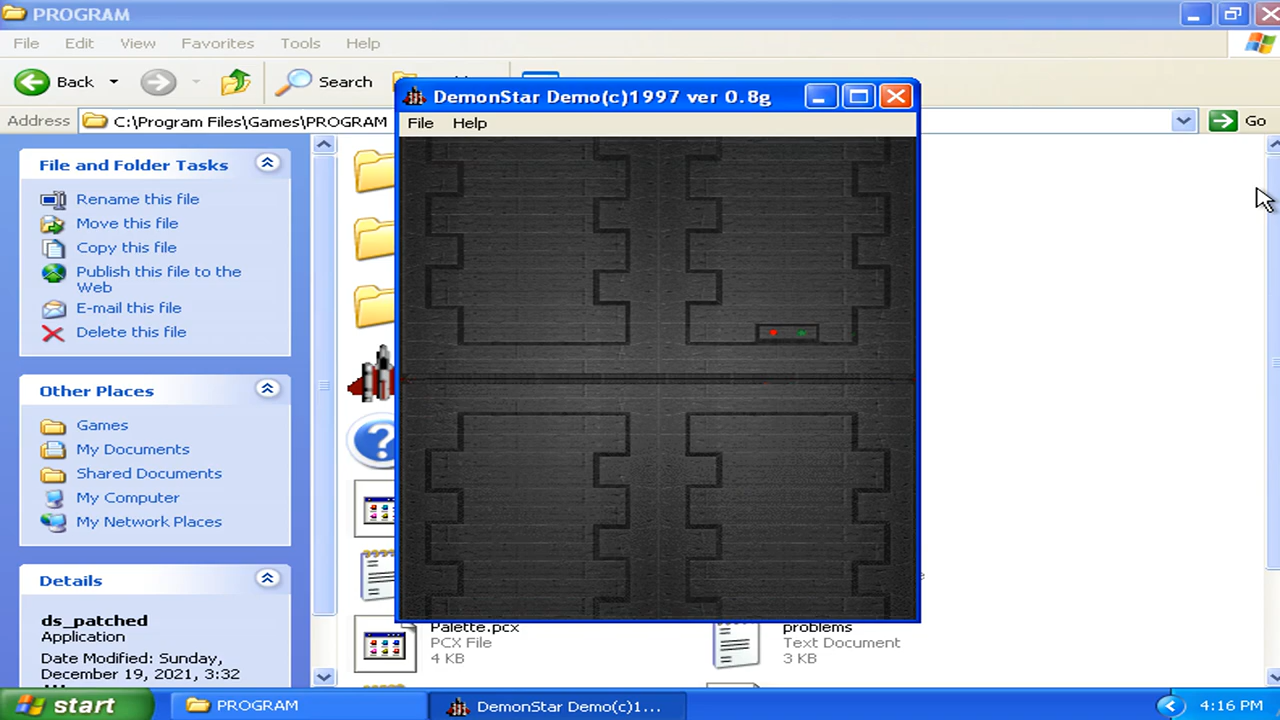 PROGRAM
File Edit View Favorites Tools Help
Back Search
Address C:\Program Files\Games\PROGRAM Go
DemonStar Demo(c)1997 ver 0.8g
File Help
File and Folder Tasks
Rename this file
Move this file
Copy this file
Publish this file to the
Web
E-mail this file
Delete this file
Other Places
Games
My Documents
Shared Documents
My Computer
My Network Places
Details
ds_patched
Application
Date Modified: Sunday,
December 19, 2021, 3:32
Palette.pcx
PCX File
4 KB
problems
Text Document
3 KB
start PROGRAM DemonStar Demo(c)1... 4:16 PM